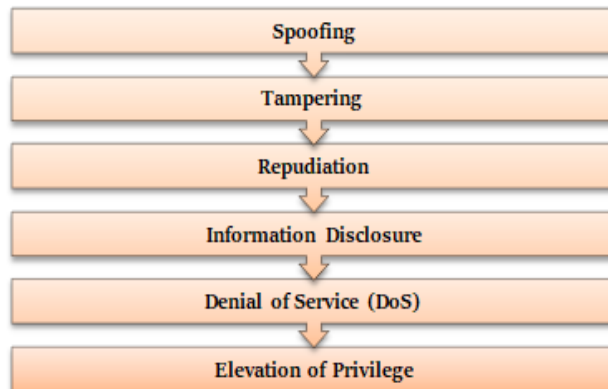 Spoofing
Tampering
Repudiation
Information Disclosure
Denial of Service (DoS)
Elevation of Privilege